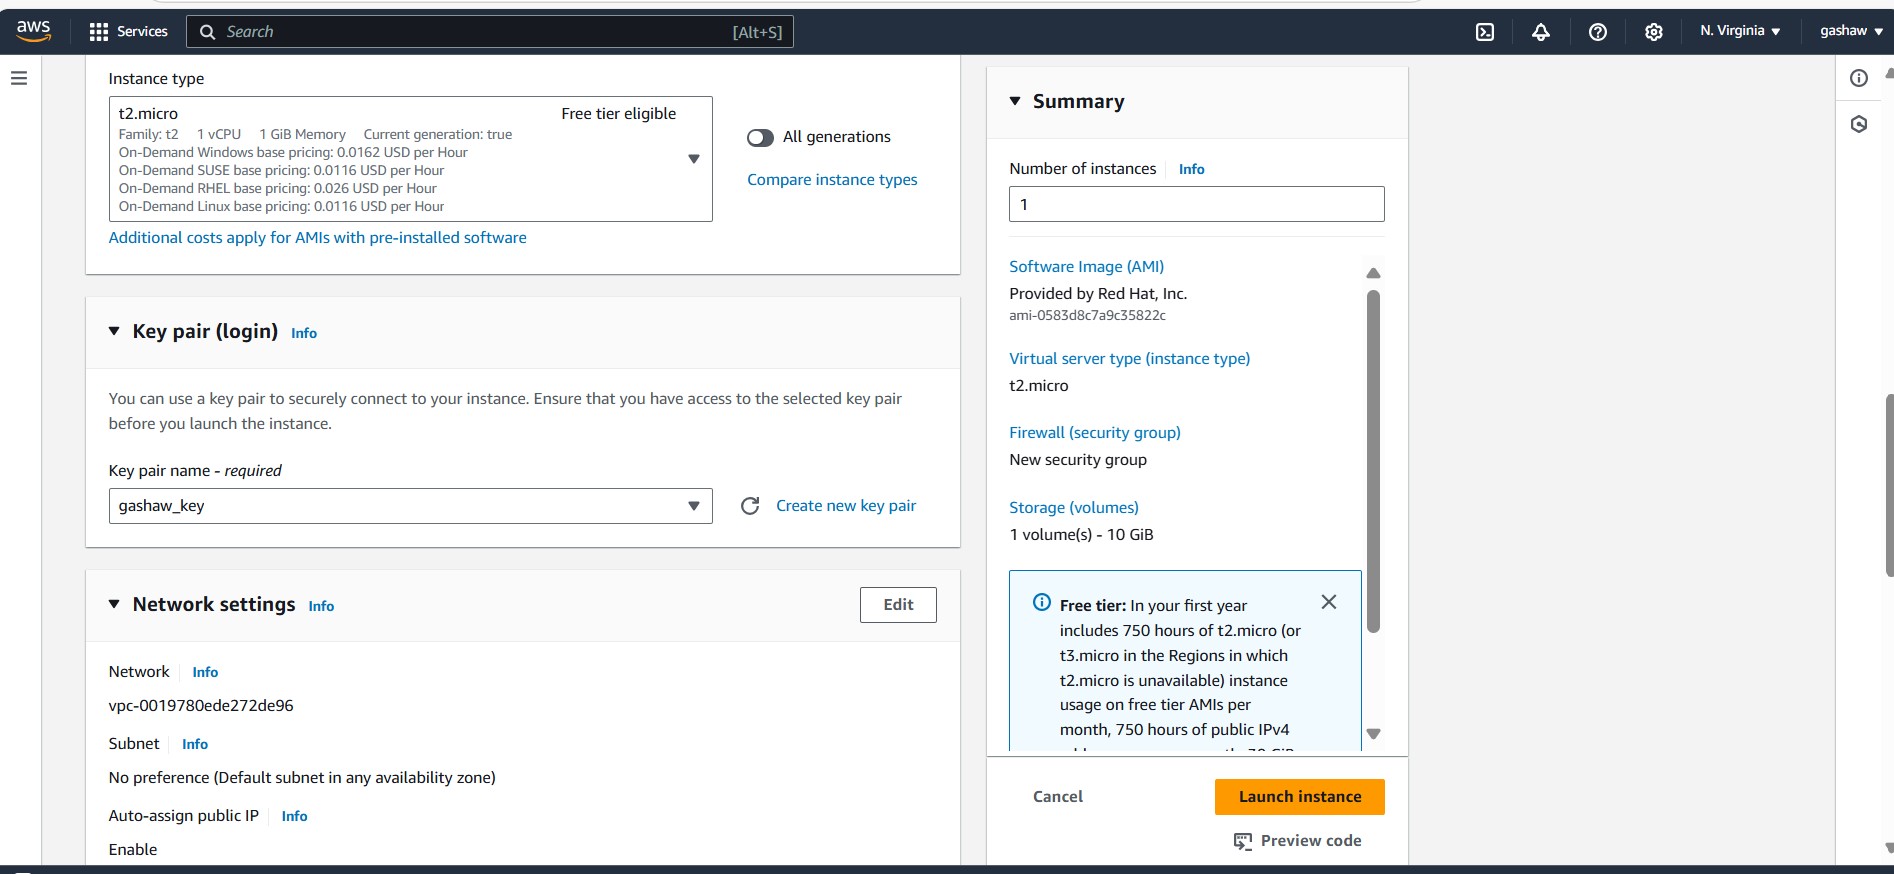 aws
Services
Search
[Alt+S]
N. Virginia
gashaw
Instance type
t2.micro
Free tier eligible
Family: t2 1 vCPU 1 GiB Memory Current generation: true
On-Demand Windows base pricing: 0.0162 USD per Hour
On-Demand SUSE base pricing: 0.0116 USD per Hour
On-Demand RHEL base pricing: 0.026 USD per Hour
On-Demand Linux base pricing: 0.0116 USD per Hour
All generations
Compare instance types
Additional costs apply for AMIs with pre-installed software
Key pair (login) Info
You can use a key pair to securely connect to your instance. Ensure that you have access to the selected key pair
before you launch the instance.
Key pair name - required
gashaw_key
Create new key pair
Network settings Info
Edit
Network Info
vpc-0019780ede272de96
Subnet Info
No preference (Default subnet in any availability zone)
Auto-assign public IP Info
Enable
Summary
Number of instances Info
1
Software Image (AMI)
Provided by Red Hat, Inc.
ami-0583d8c7a9c35822c
Virtual server type (instance type)
t2.micro
Firewall (security group)
New security group
Storage (volumes)
1 volume(s) - 10 GiB
Free tier: In your first year
includes 750 hours of t2.micro (or
t3.micro in the Regions in which
t2.micro is unavailable) instance
usage on free tier AMIs per
month, 750 hours of public IPv4
Cancel
Launch instance
Preview code